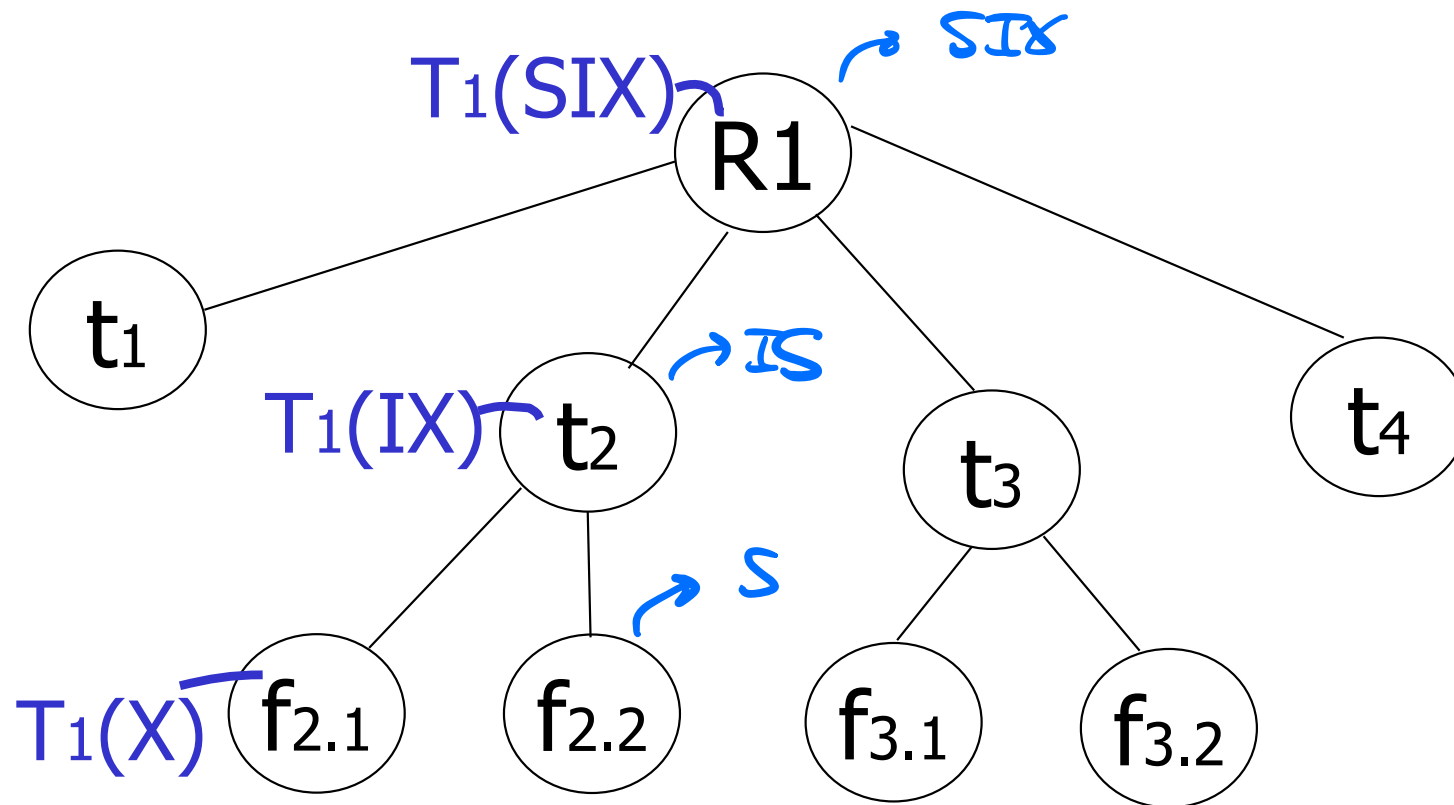 SIX
T1(SIX)
R1
t1
IS
T1(IX)
t2
t3
t4
S
T1(X)
f2.1
f2.2
f3.1
f3.2